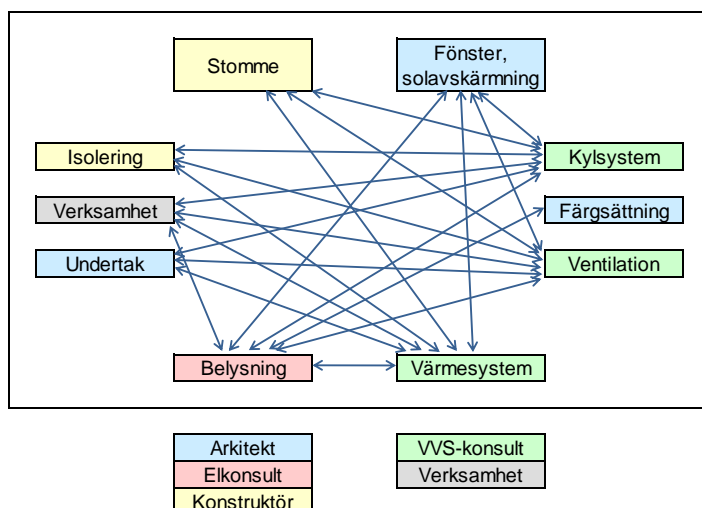 Stomme
Fönster,
solavskärmning
Isolering
Kylsystem
Verksamhet
Färgsättning
Undertak
Ventilation
Belysning
Värmesystem
Arkitekt
VVS-konsult
Elkonsult
Verksamhet
Konstruktör